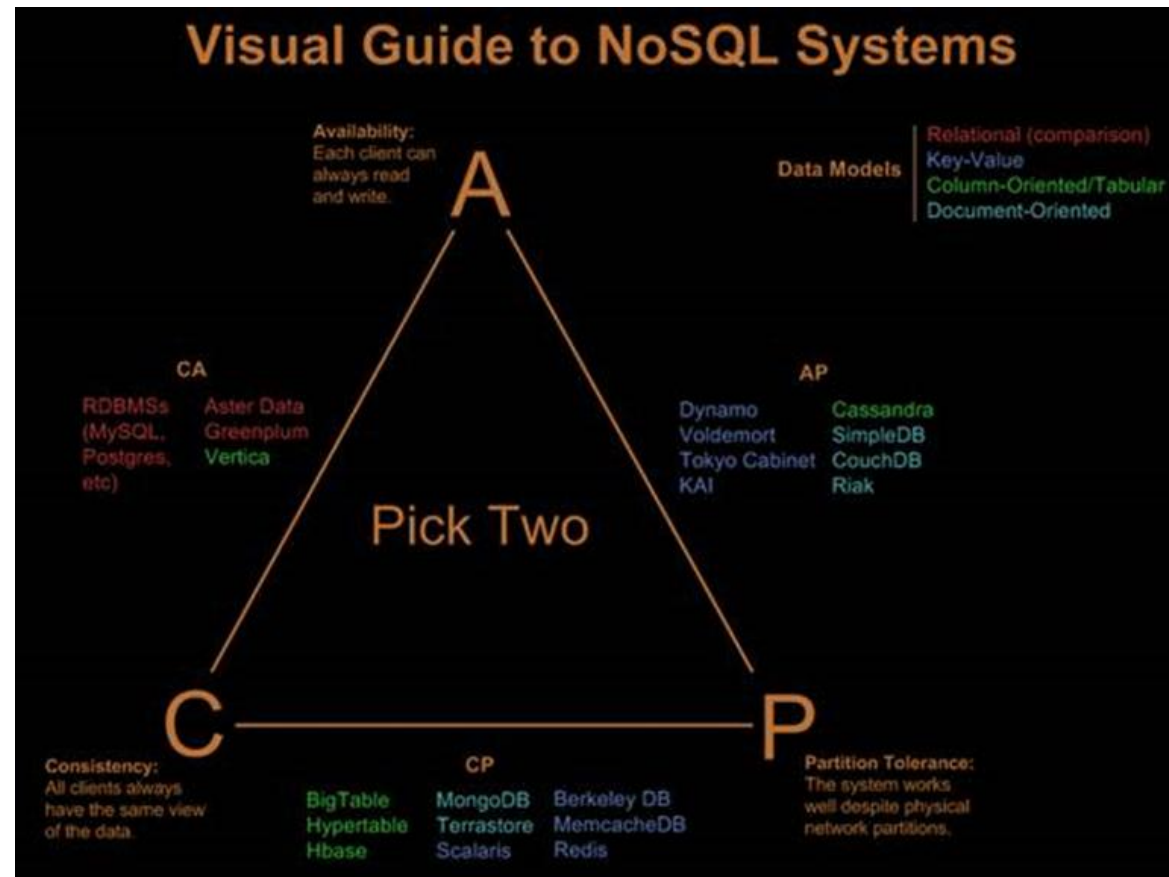 Visual Guide to NoSQL Systems
Availability:
Each client can
always read
and write.
A
Data Models
Relational (comparison)
Key-Value
Column-Oriented/Tabular
Document-Oriented
CA
RDBMSs
(MySQL,
Postgres,
etc)
Aster Data
Greenplum
Vertica
AP
Dynamo
Voldemort
Tokyo Cabinet
KAI
Cassandra
SimpleDB
CouchDB
Riak
Pick Two
C
P
Consistency:
All clients always
have the same view
of the data.
CP
BigTable
Hypertable
Hbase
MongoDB
Terrastore
Scalaris
Berkeley DB
MemcacheDB
Redis
Partition Tolerance:
The system works
well despite physical
network partitions.